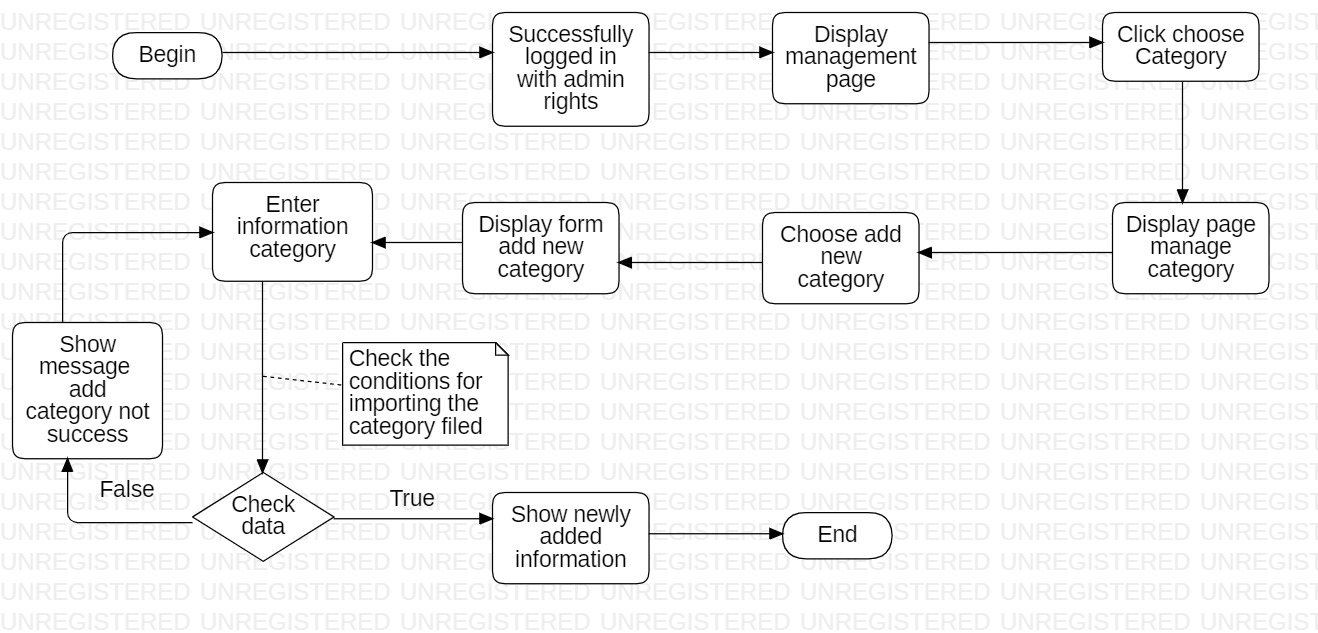 Begin
Successfully
logged in
with admin
rights
Display
management
page
Click choose
Category
Display page
manage
category
Choose add
new
category
Display form
add new
category
Enter
information
category
Check the
conditions for
importing the
category filed
Show
message
add
category not
success
False
Check
data
True
Show newly
added
information
End
UNREGISTERED